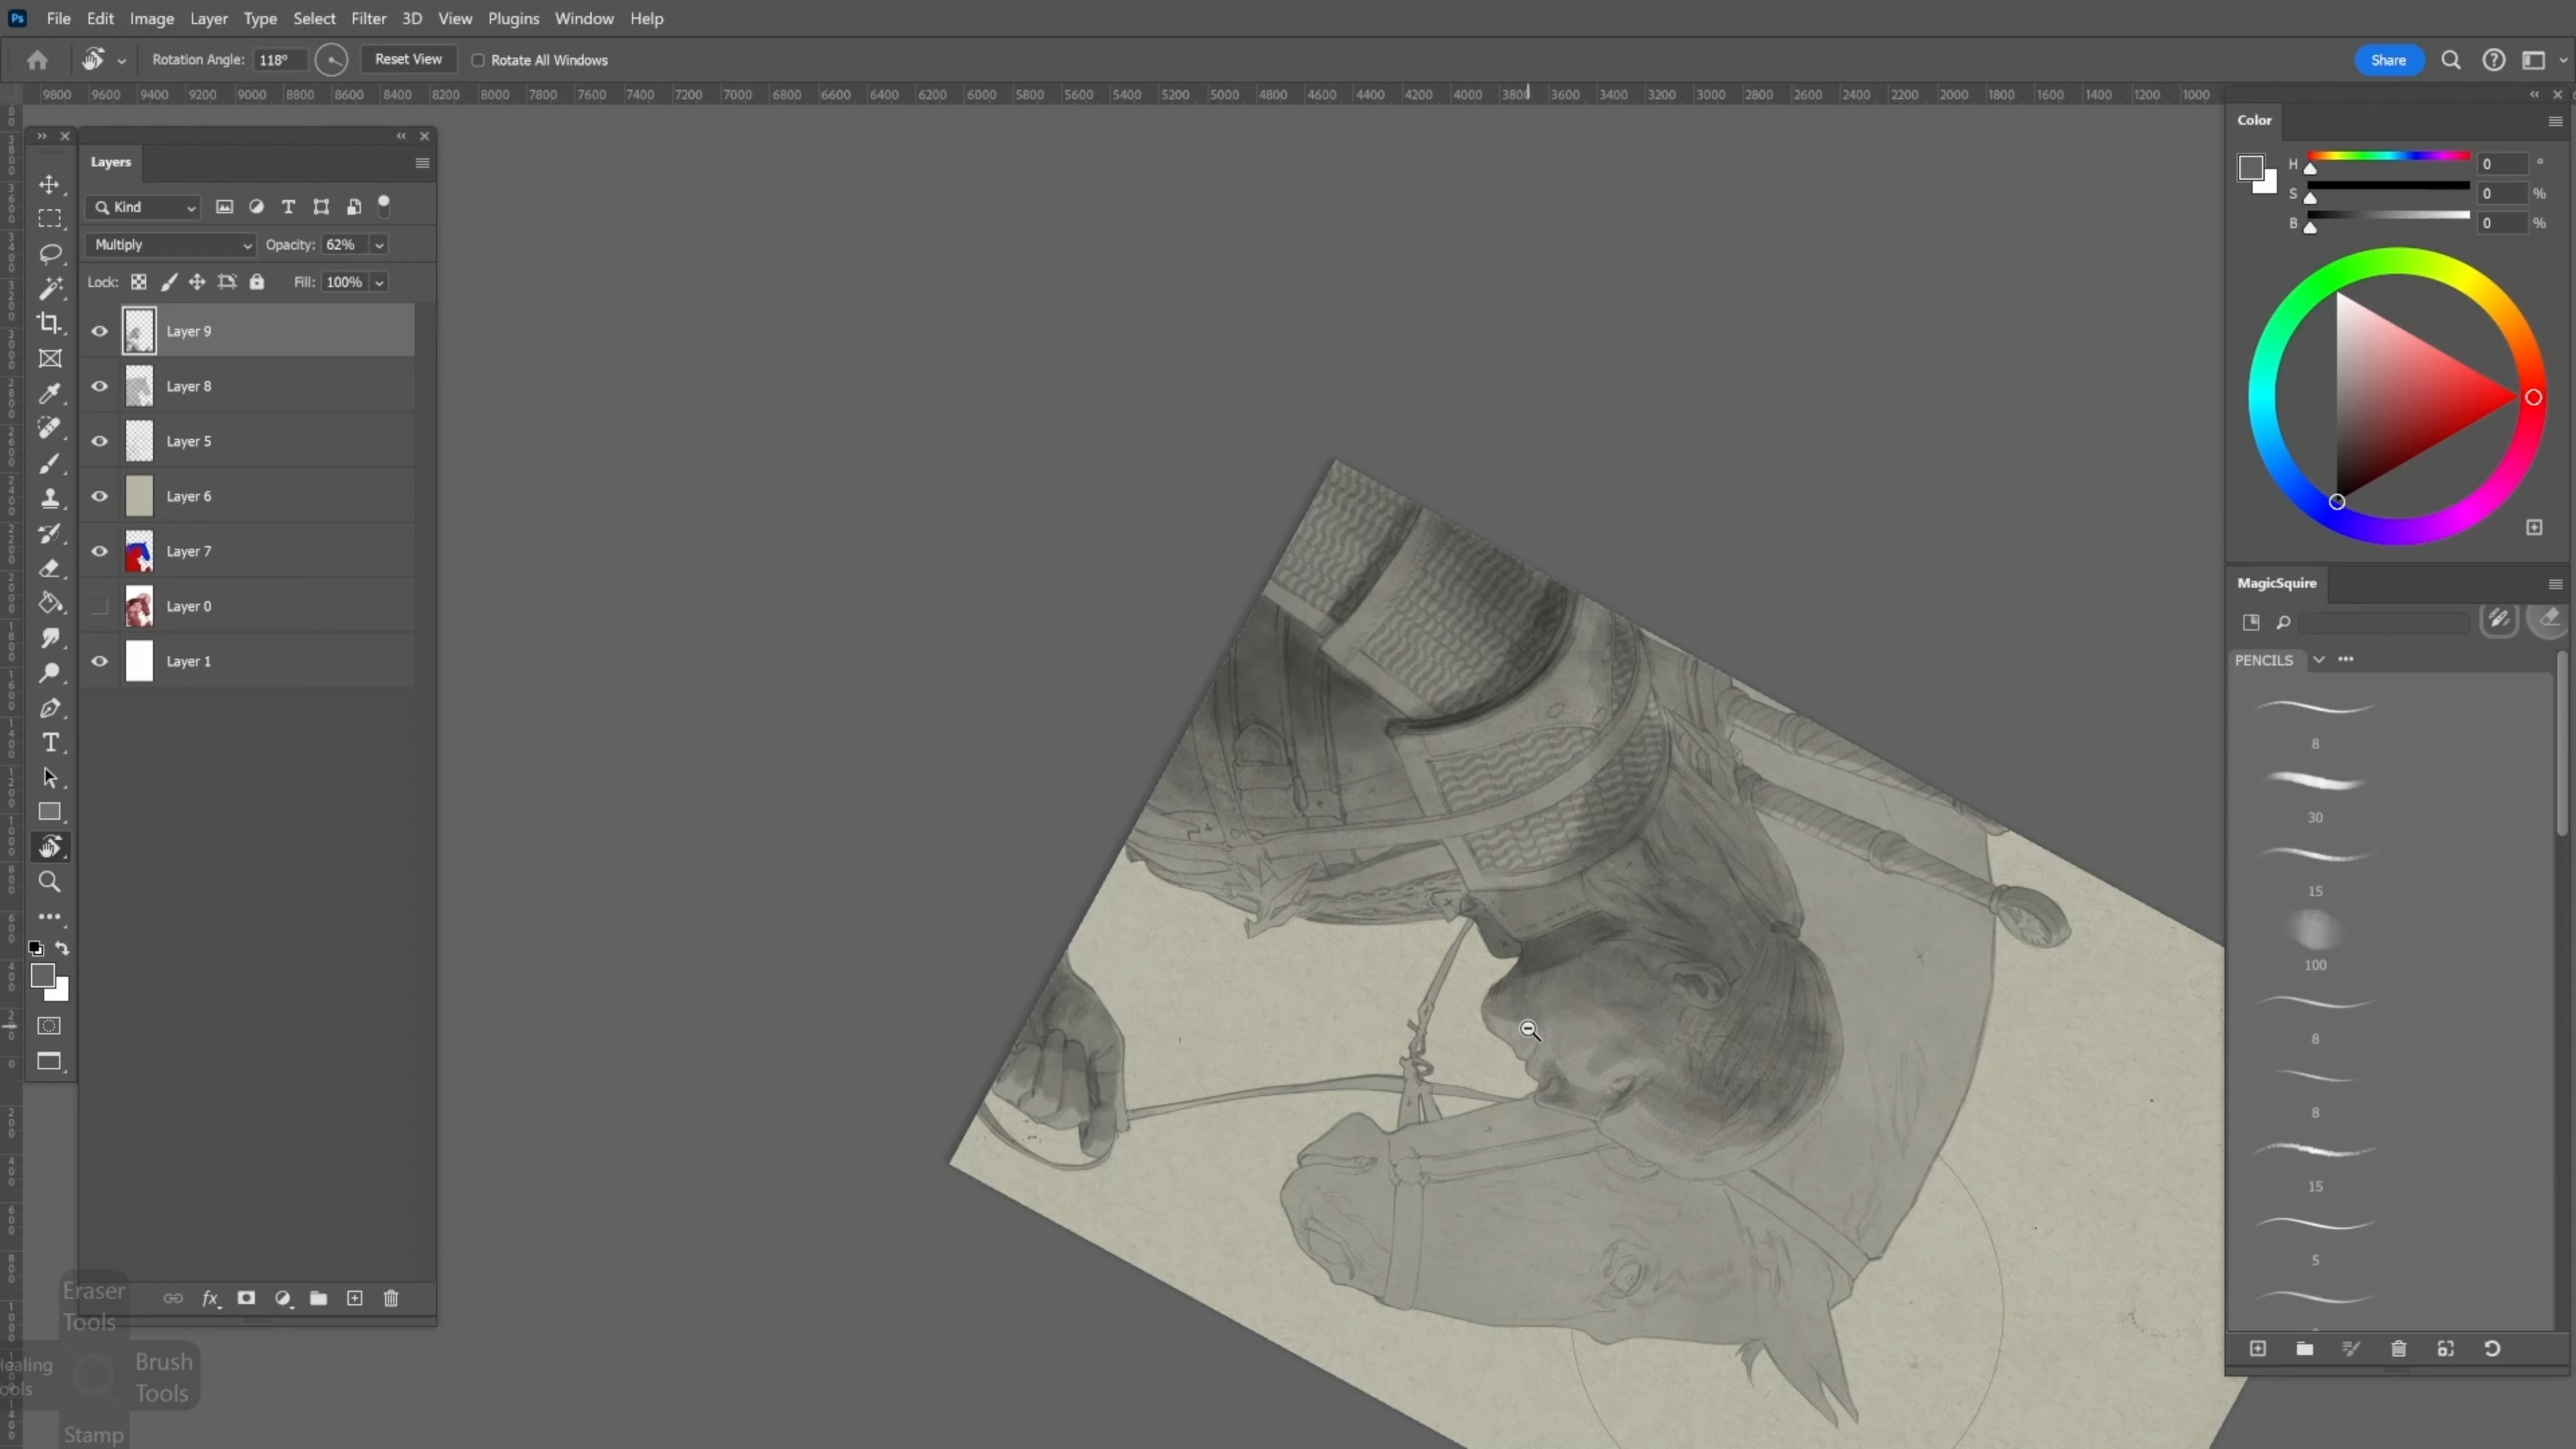 Ps File Edit Image Layer Type Select Filter 3D View Plugins Window Help
Rotation Angle: 118° Reset View Rotate All Windows Share
9800 9600 9400 9200 9000 8800 8600 8400 8200 8000 7800 7600 7400 7200 7000 6800 6600 6400 6200 6000 5800 5600 5400 5200 5000 4800 4600 4400 4200 4000 3800 3600 3400 3200 3000 2800 2600 2400 2200 2000 1800 1600 1400 1200 1000
Layers
Kind
Multiply Opacity: 62%
Lock: Fill: 100%
Layer 9
Layer 8
Layer 5
Layer 6
Layer 7
Layer 0
Layer 1
fx
Eraser
Tools
Healing
Tools
Brush
Tools
Stamp
Color
H 0 °
S 0 %
B 0 %
MagicSquire
PENCILS
8
30
15
100
8
8
15
5